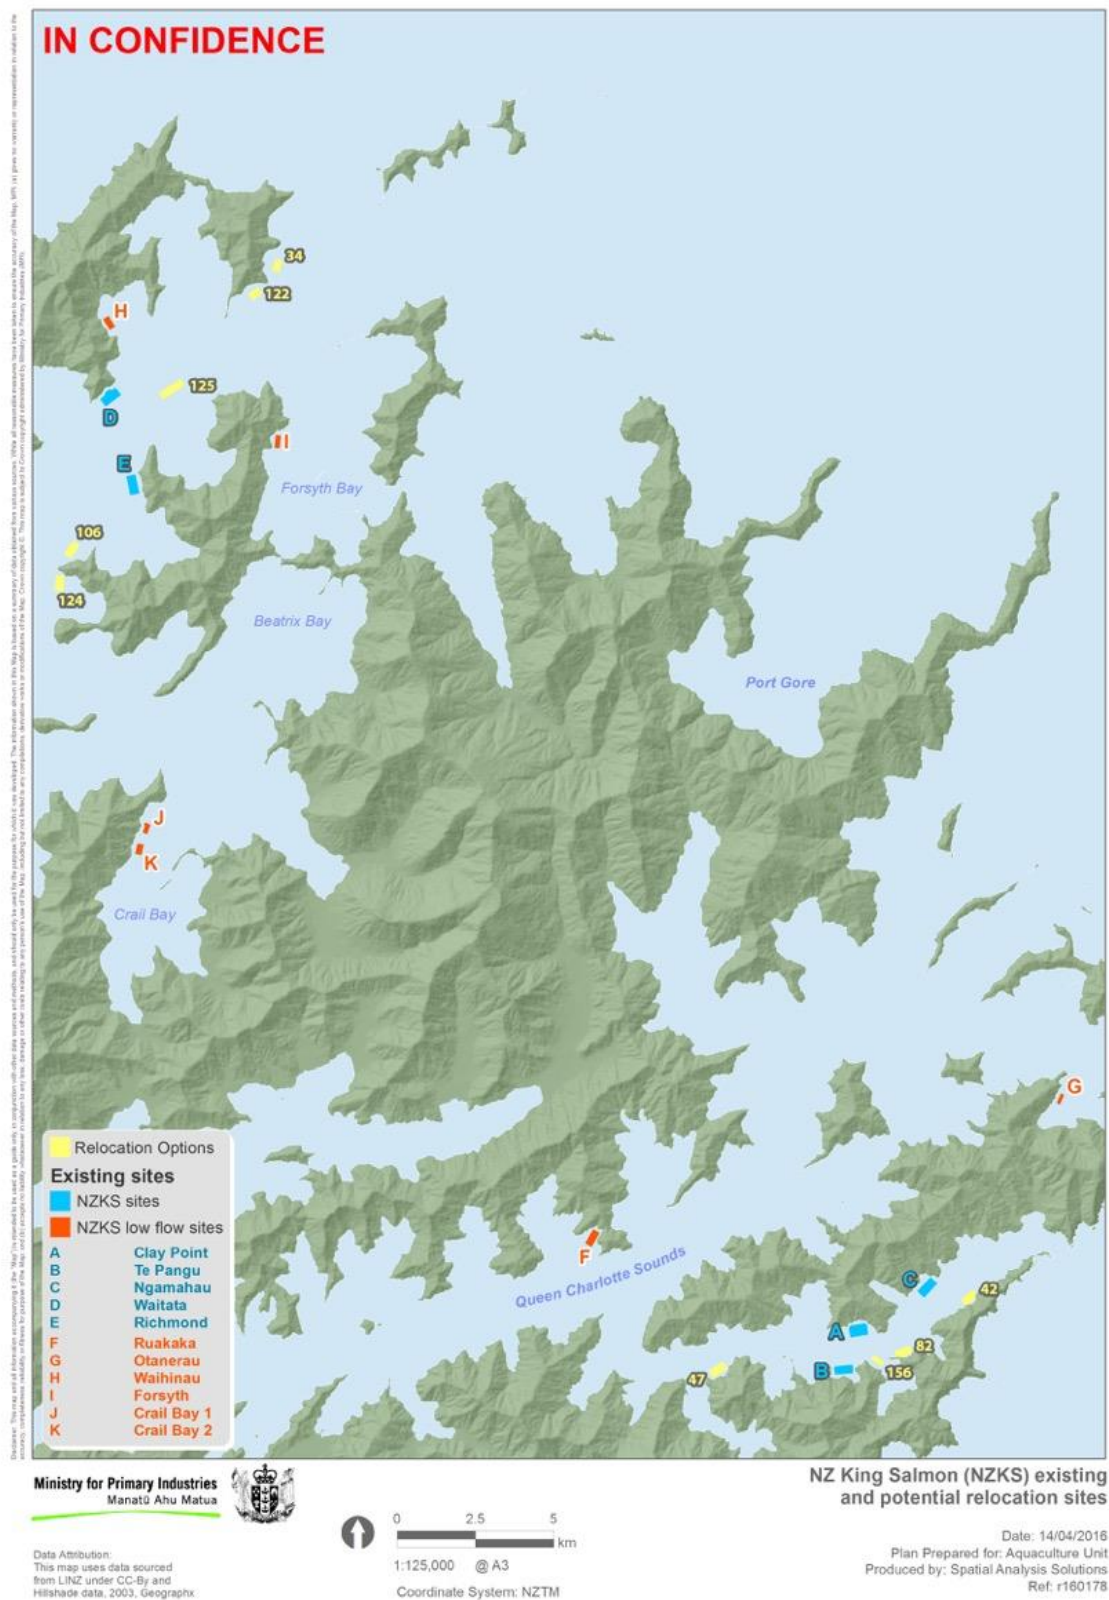 IN CONFIDENCE
34
122
H
125
D
I
E
Forsyth Bay
106
124
Beatrix Bay
Port Gore
J
K
Crail Bay
G
F
Queen Charlotte Sounds
C
42
A
82
B
156
47
Relocation Options
Existing sites
NZKS sites
NZKS low flow sites
A Clay Point
B Te Pangu
C Ngamahau
D Waitata
E Richmond
F Ruakaka
G Otanerau
H Waihinau
I Forsyth
J Crail Bay 1
K Crail Bay 2
Ministry for Primary Industries
Manatū Ahu Matua
Data Attribution:
This map uses data sourced
from LINZ under CC-By and
Hillshade data, 2003, Geographx
0 2.5 5
km
1:125,000 @ A3
Coordinate System: NZTM
NZ King Salmon (NZKS) existing
and potential relocation sites
Date: 14/04/2016
Plan Prepared for: Aquaculture Unit
Produced by: Spatial Analysis Solutions
Ref: r160178